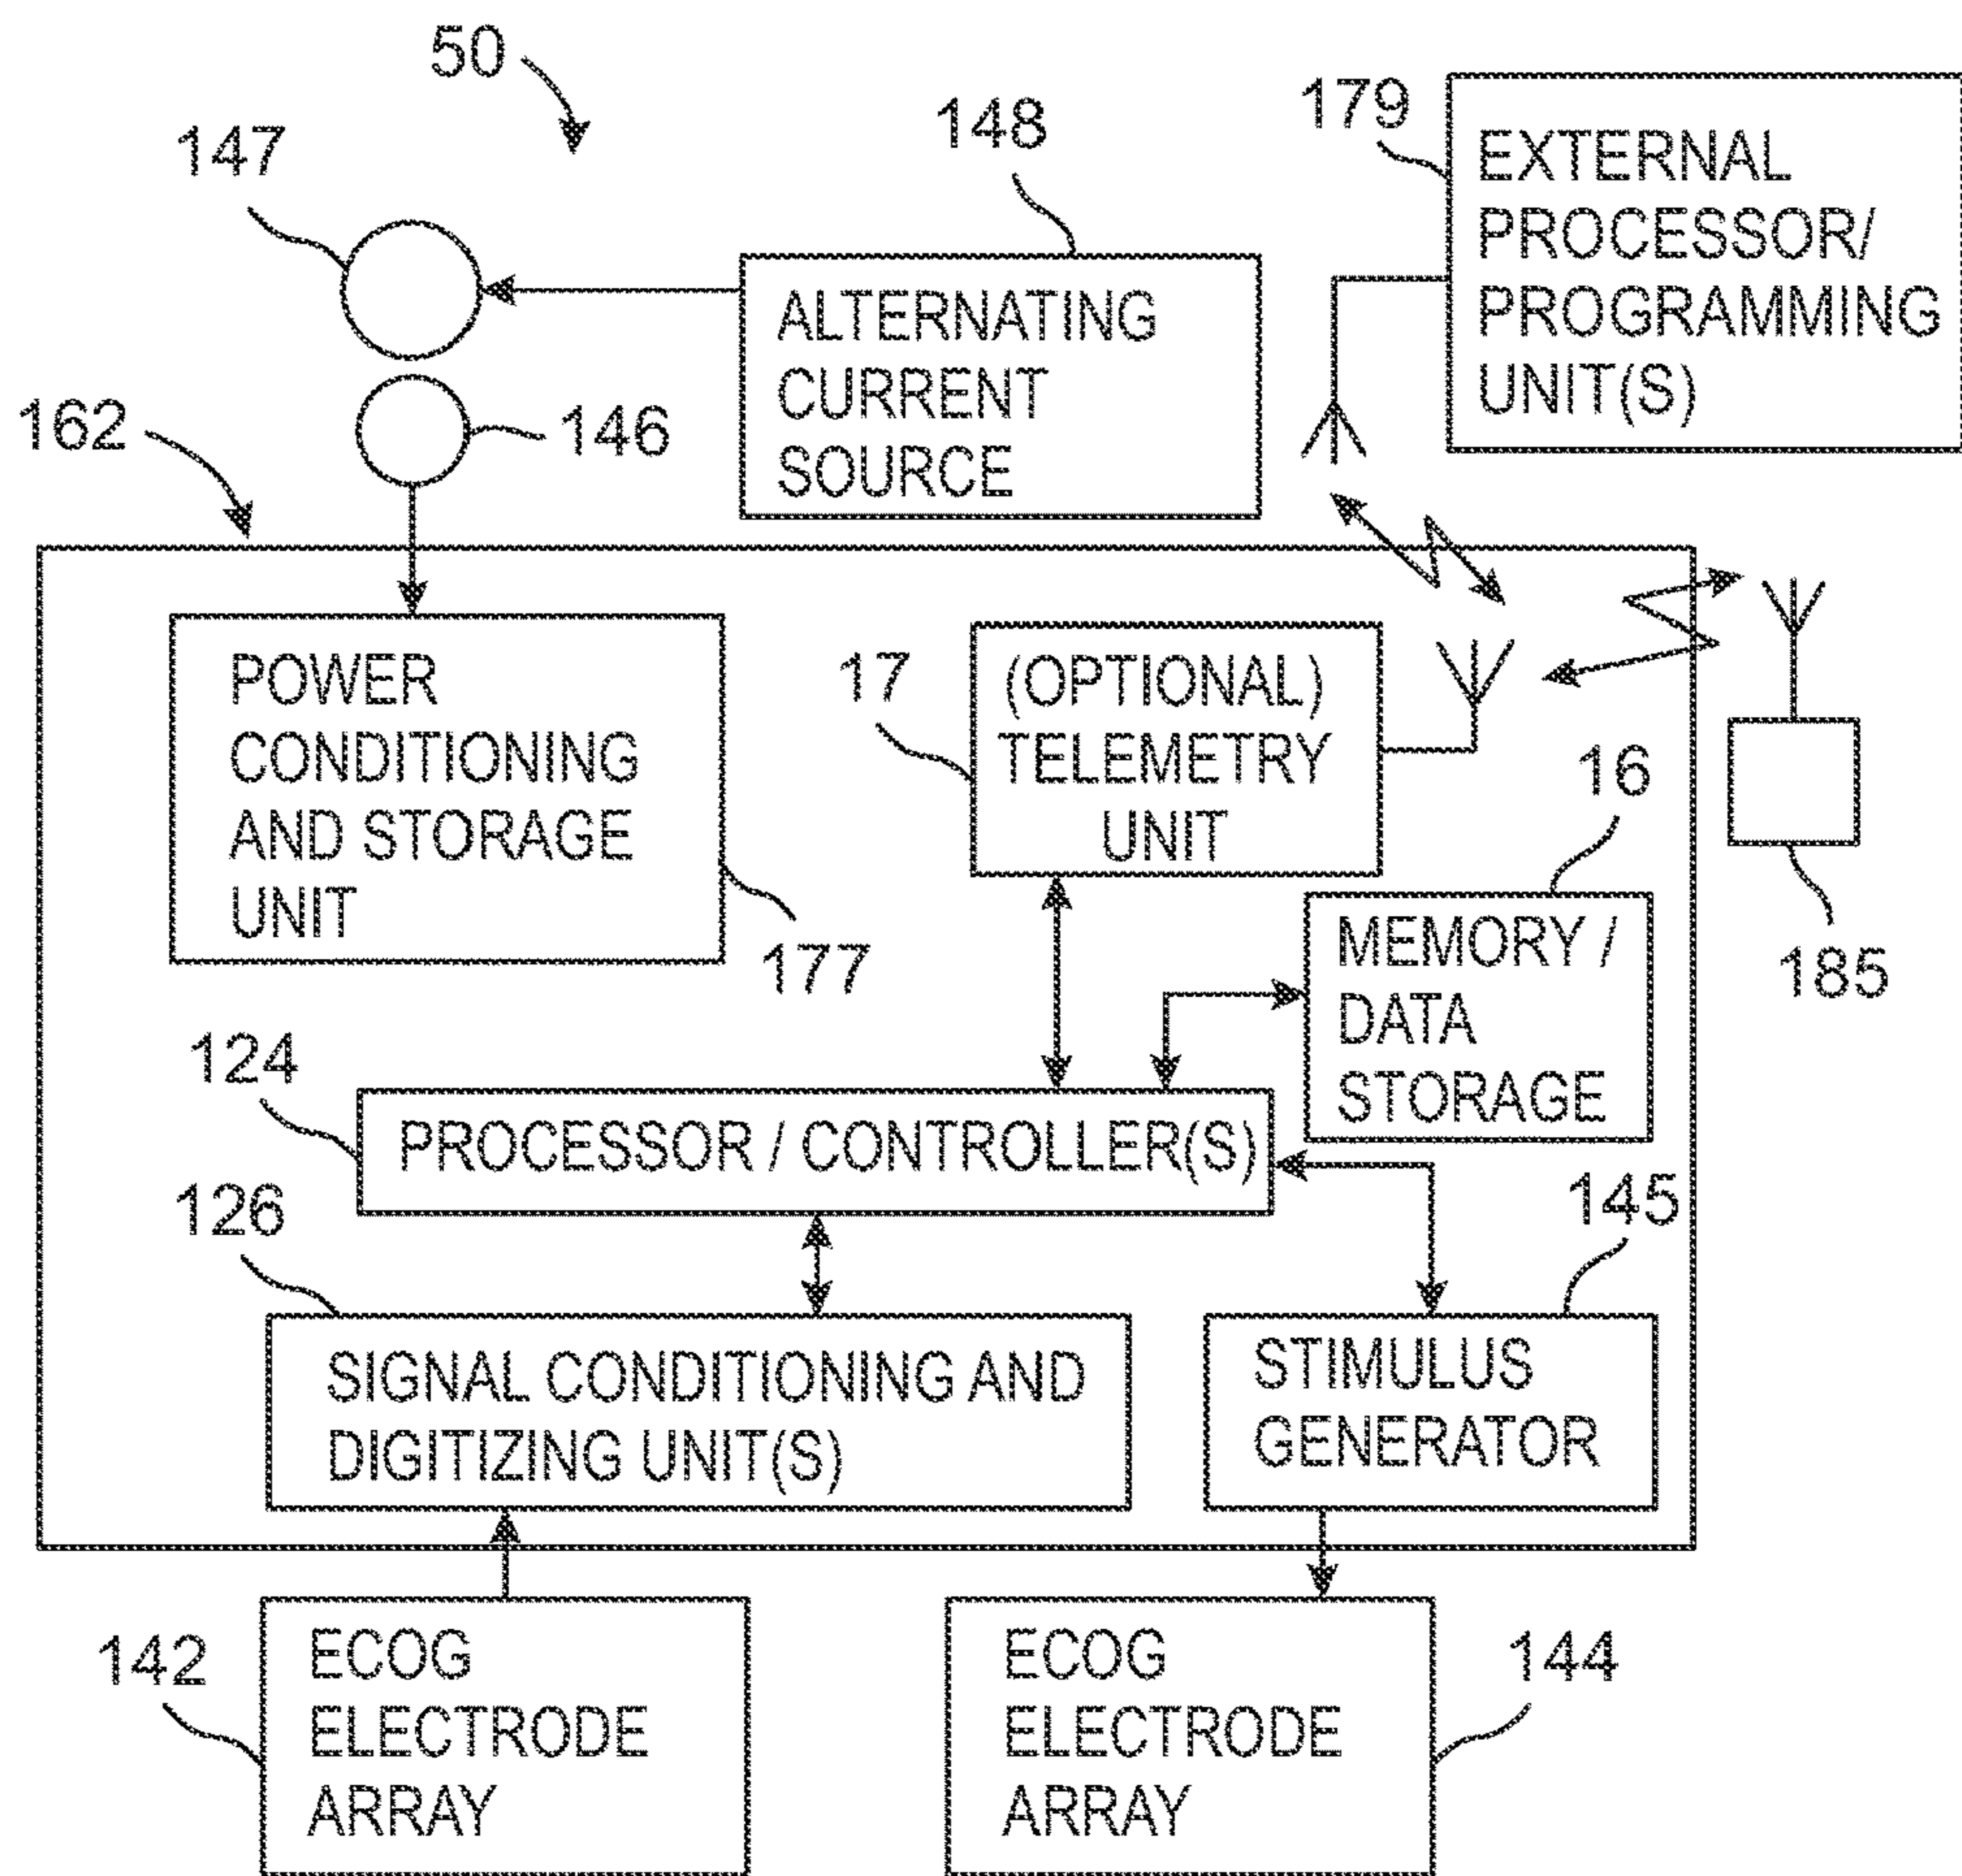 50
147
148
179
EXTERNAL
PROCESSOR/
PROGRAMMING
UNIT(S)
ALTERNATING
CURRENT
SOURCE
162
146
POWER
CONDITIONING
AND STORAGE
UNIT
177
17
(OPTIONAL)
TELEMETRY
UNIT
16
MEMORY /
DATA
STORAGE
185
124
PROCESSOR / CONTROLLER(S)
126
SIGNAL CONDITIONING AND
DIGITIZING UNIT(S)
145
STIMULUS
GENERATOR
142
ECOG
ELECTRODE
ARRAY
ECOG
ELECTRODE
ARRAY
144